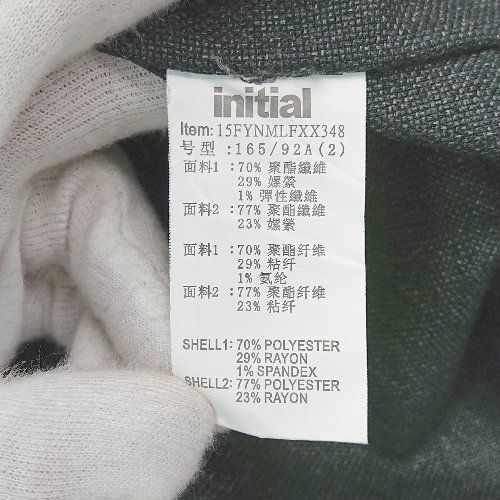 initial
Item: 15FYNMLFXX348
号型:165/92A(2)
面料1 :70% 聚酯纖維
29% 嫘縈
1% 彈性纖維
面料2 :77% 聚酯纖維
23% 嫘縈
面料1 :70% 聚酯纤维
29% 粘纤
1% 氨纶
面料2 :77% 聚酯纤维
23% 粘纤
SHELL1: 70% POLYESTER
29% RAYON
1% SPANDEX
SHELL2: 77% POLYESTER
23% RAYON